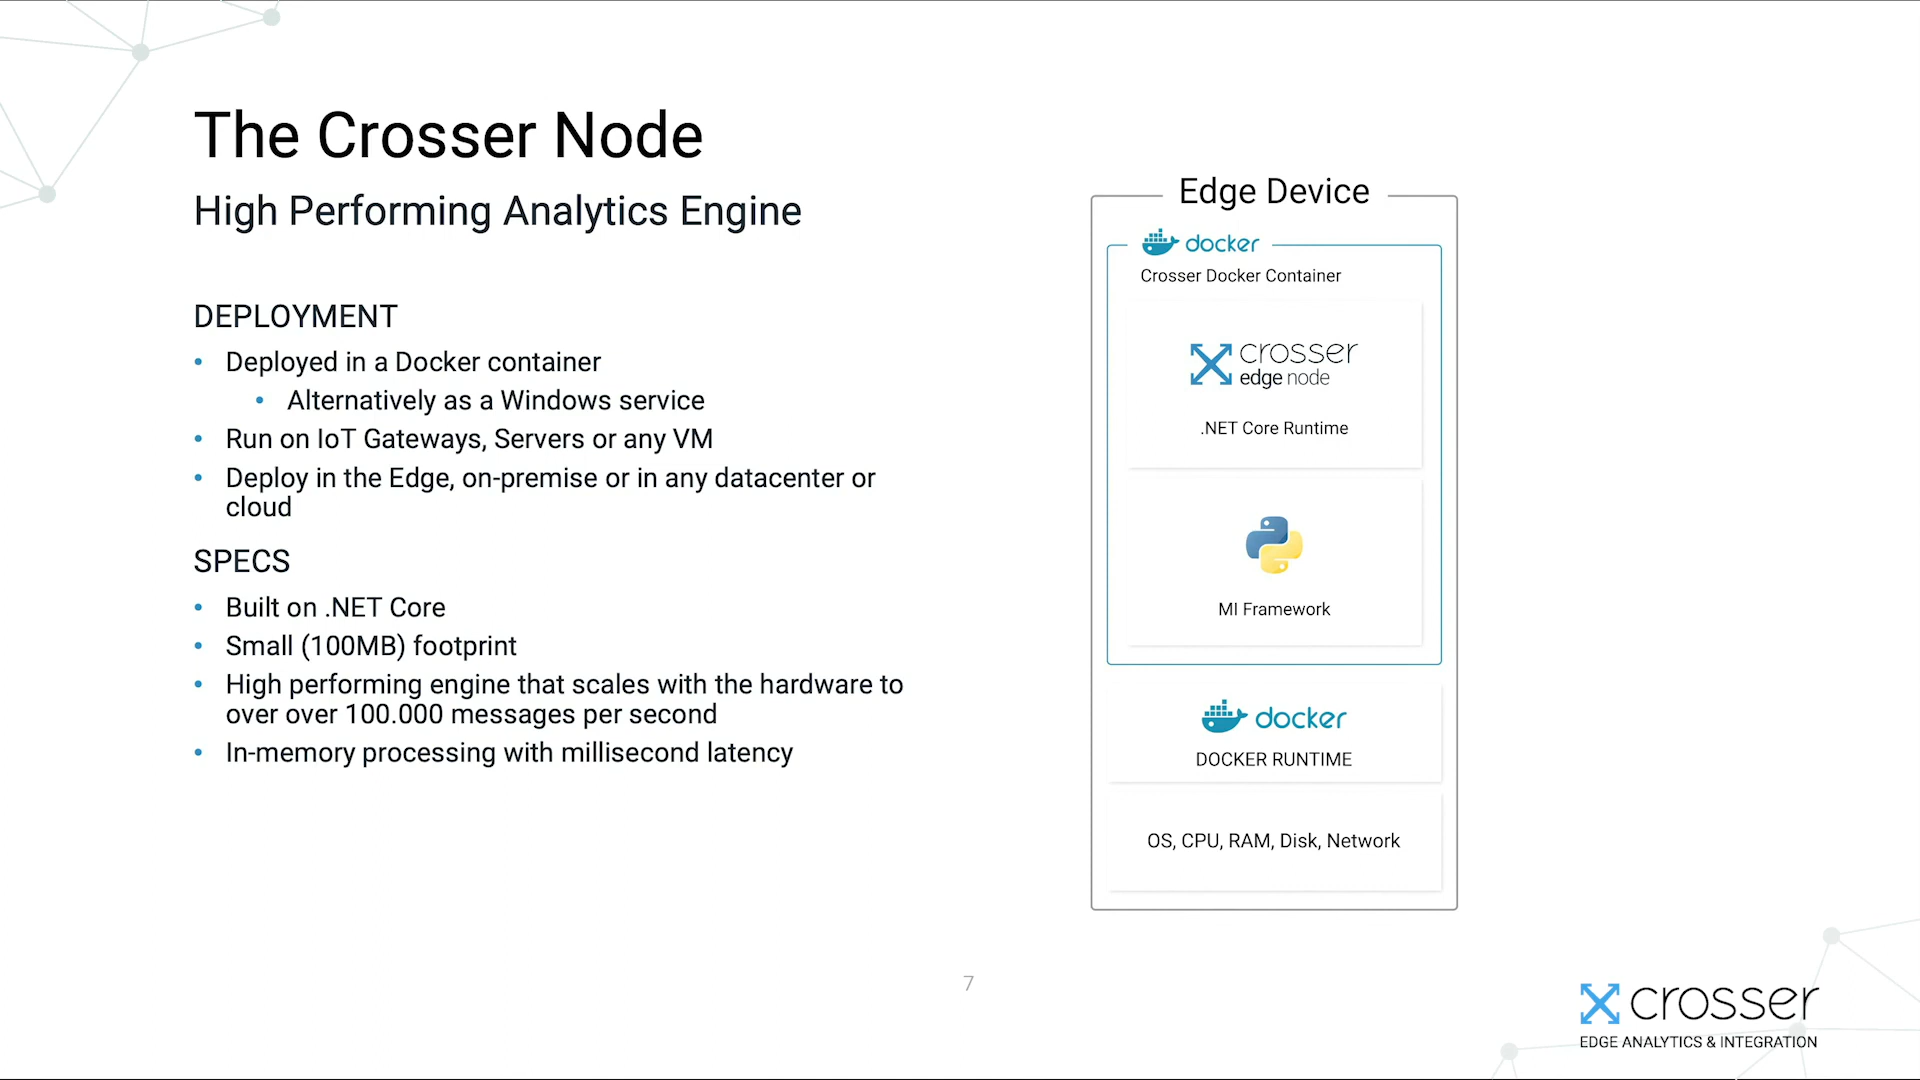 The Crosser Node
High Performing Analytics Engine
DEPLOYMENT
• Deployed in a Docker container
• Alternatively as a Windows service
• Run on IoT Gateways, Servers or any VM
• Deploy in the Edge, on-premise or in any datacenter or
cloud
SPECS
• Built on .NET Core
• Small (100MB) footprint
• High performing engine that scales with the hardware to
over over 100.000 messages per second
• In-memory processing with millisecond latency
Edge Device
docker
Crosser Docker Container
crosser
edge node
.NET Core Runtime
MI Framework
docker
DOCKER RUNTIME
OS, CPU, RAM, Disk, Network
7
crosser
EDGE ANALYTICS & INTEGRATION